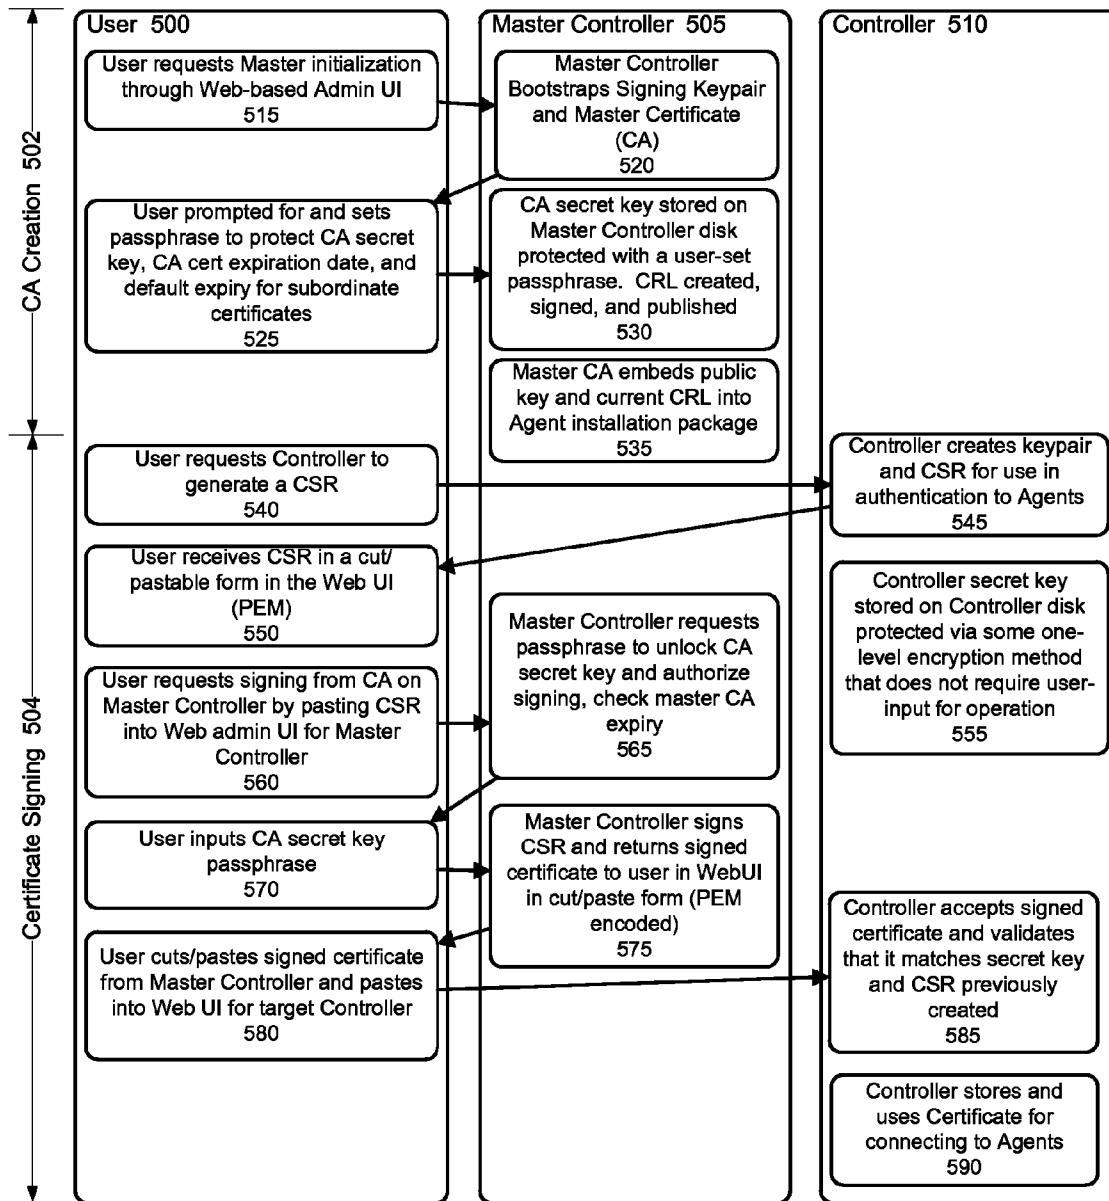 User 500
User requests Master initialization
through Web-based Admin UI
515
User prompted for and sets
passphrase to protect CA secret
key, CA cert expiration date, and
default expiry for subordinate
certificates
525
User requests Controller to
generate a CSR
540
User receives CSR in a cut/
pastable form in the Web UI
(PEM)
550
User requests signing from CA on
Master Controller by pasting CSR
into Web admin UI for Master
Controller
560
User inputs CA secret key
passphrase
570
User cuts/pastes signed certificate
from Master Controller and pastes
into Web UI for target Controller
580
Master Controller 505
Master Controller
Bootstraps Signing Keypair
and Master Certificate
(CA)
520
CA secret key stored on
Master Controller disk
protected with a user-set
passphrase. CRL created,
signed, and published
530
Master CA embeds public
key and current CRL into
Agent installation package
535
Master Controller requests
passphrase to unlock CA
secret key and authorize
signing, check master CA
expiry
565
Master Controller signs
CSR and returns signed
certificate to user in WebUI
in cut/paste form (PEM
encoded)
575
Controller 510
Controller creates keypair
and CSR for use in
authentication to Agents
545
Controller secret key
stored on Controller disk
protected via some one-
level encryption method
that does not require user-
input for operation
555
Controller accepts signed
certificate and validates
that it matches secret key
and CSR previously
created
585
Controller stores and
uses Certificate for
connecting to Agents
590
CA Creation 502
Certificate Signing 504